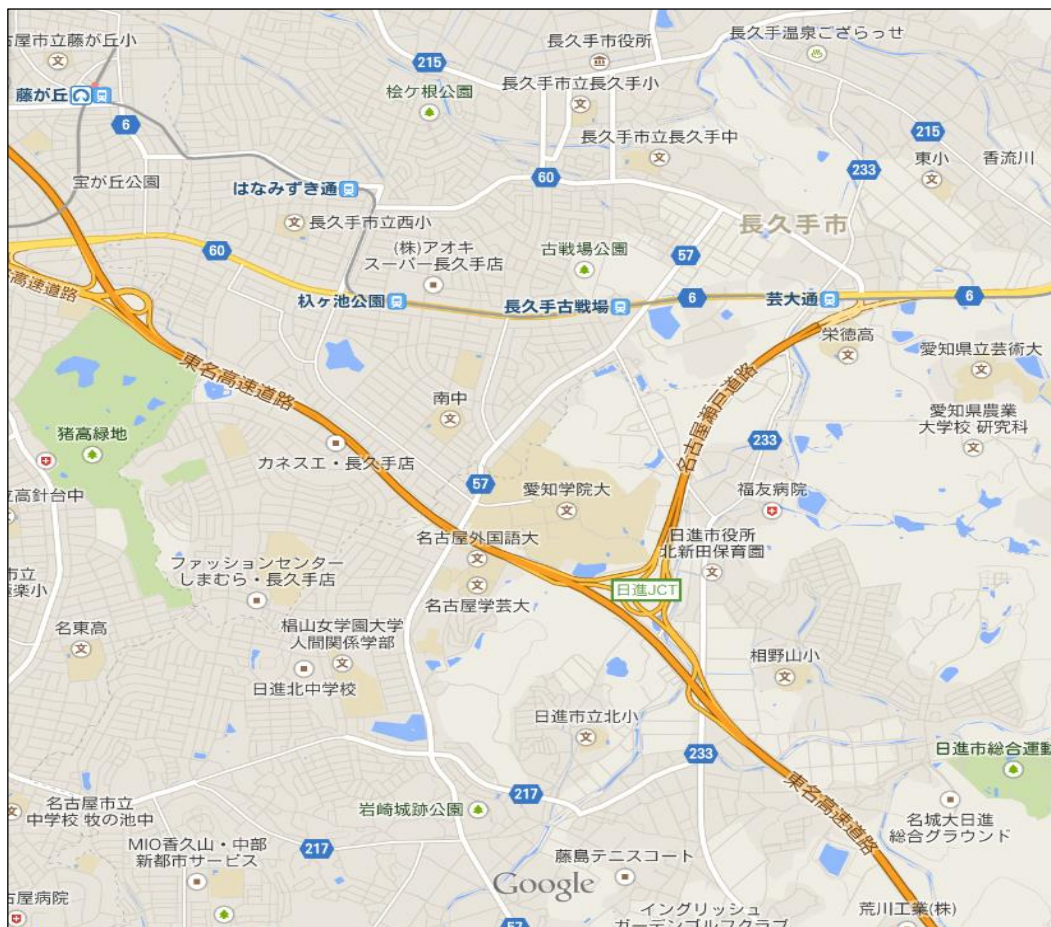 古屋市立藤が丘小
長久手市役所
長久手温泉ござらっせ
215
藤が丘
桧ケ根公園
長久手市立長久手小
6
長久手市立長久手中
215
東小
香流川
宝が丘公園
はなみずき通
60
233
長久手市立西小
長久手市
60
(株)アオキ
スーパー長久手店
古戦場公園
57
高速道路
杁ヶ池公園
長久手古戦場
6
芸大通
6
栄徳高
愛知県立芸術大
東名高速道路
名古屋瀬戸道路
南中
愛知県農業
大学校 研究科
猪高緑地
カネスエ・長久手店
233
立高針台中
57
愛知学院大
福友病院
名古屋外国語大
日進市役所
北新田保育園
市立
極楽小
ファッションセンター
しまむら・長久手店
日進JCT
名古屋学芸大
名東高
椙山女学園大学
人間関係学部
日進北中学校
相野山小
日進市立北小
233
日進市総合運動
217
東名高速道路
名古屋市立
中学校 牧の池中
岩崎城跡公園
名城大日進
総合グラウンド
MIO香久山・中部
新都市サービス
217
藤島テニスコート
Google
古屋病院
57
イングリッシュ
ガーデンゴルフクラブ
荒川工業(株)